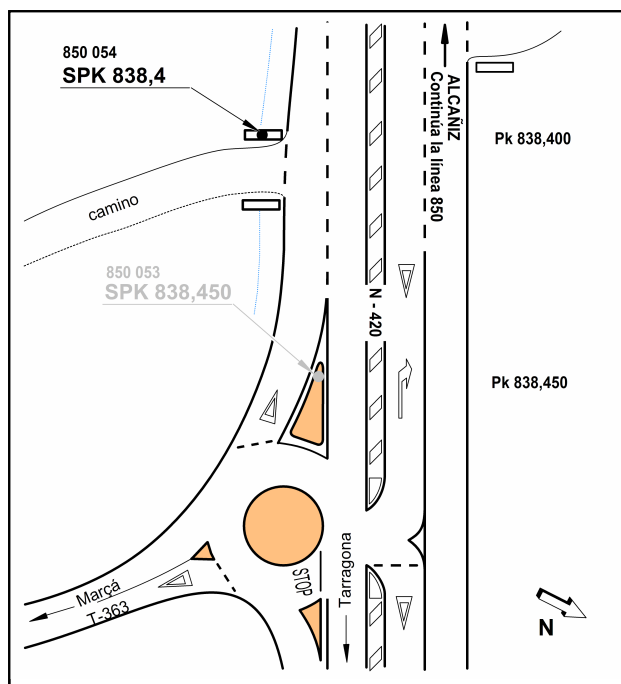 850 054
SPK 838,4
ALCAÑIZ
Continúa la línea 850
Pk 838,400
camino
850 053
SPK 838,450
N - 420
Pk 838,450
STOP
Tarragona
Marçá
T-363
N